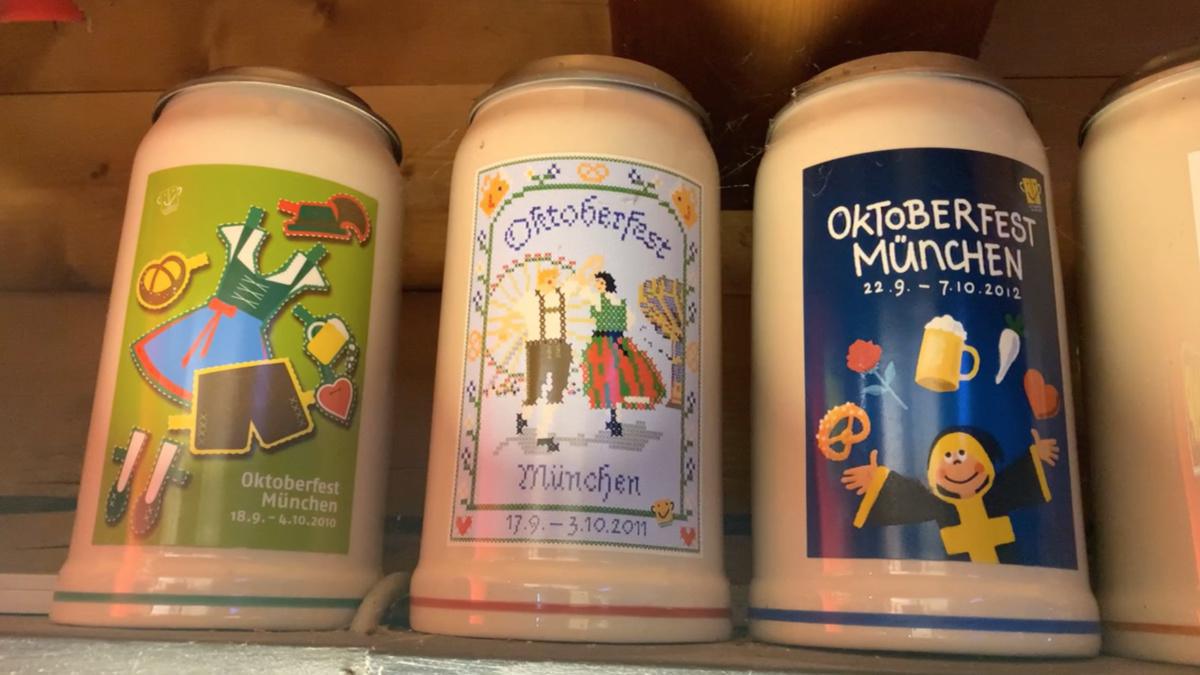 Oktoberfest
München
18.9. – 4.10.2010
Oktoberfest
München
17.9. – 3.10.2011
OKTOBERFEST
MÜNCHEN
22.9. – 7.10.2012